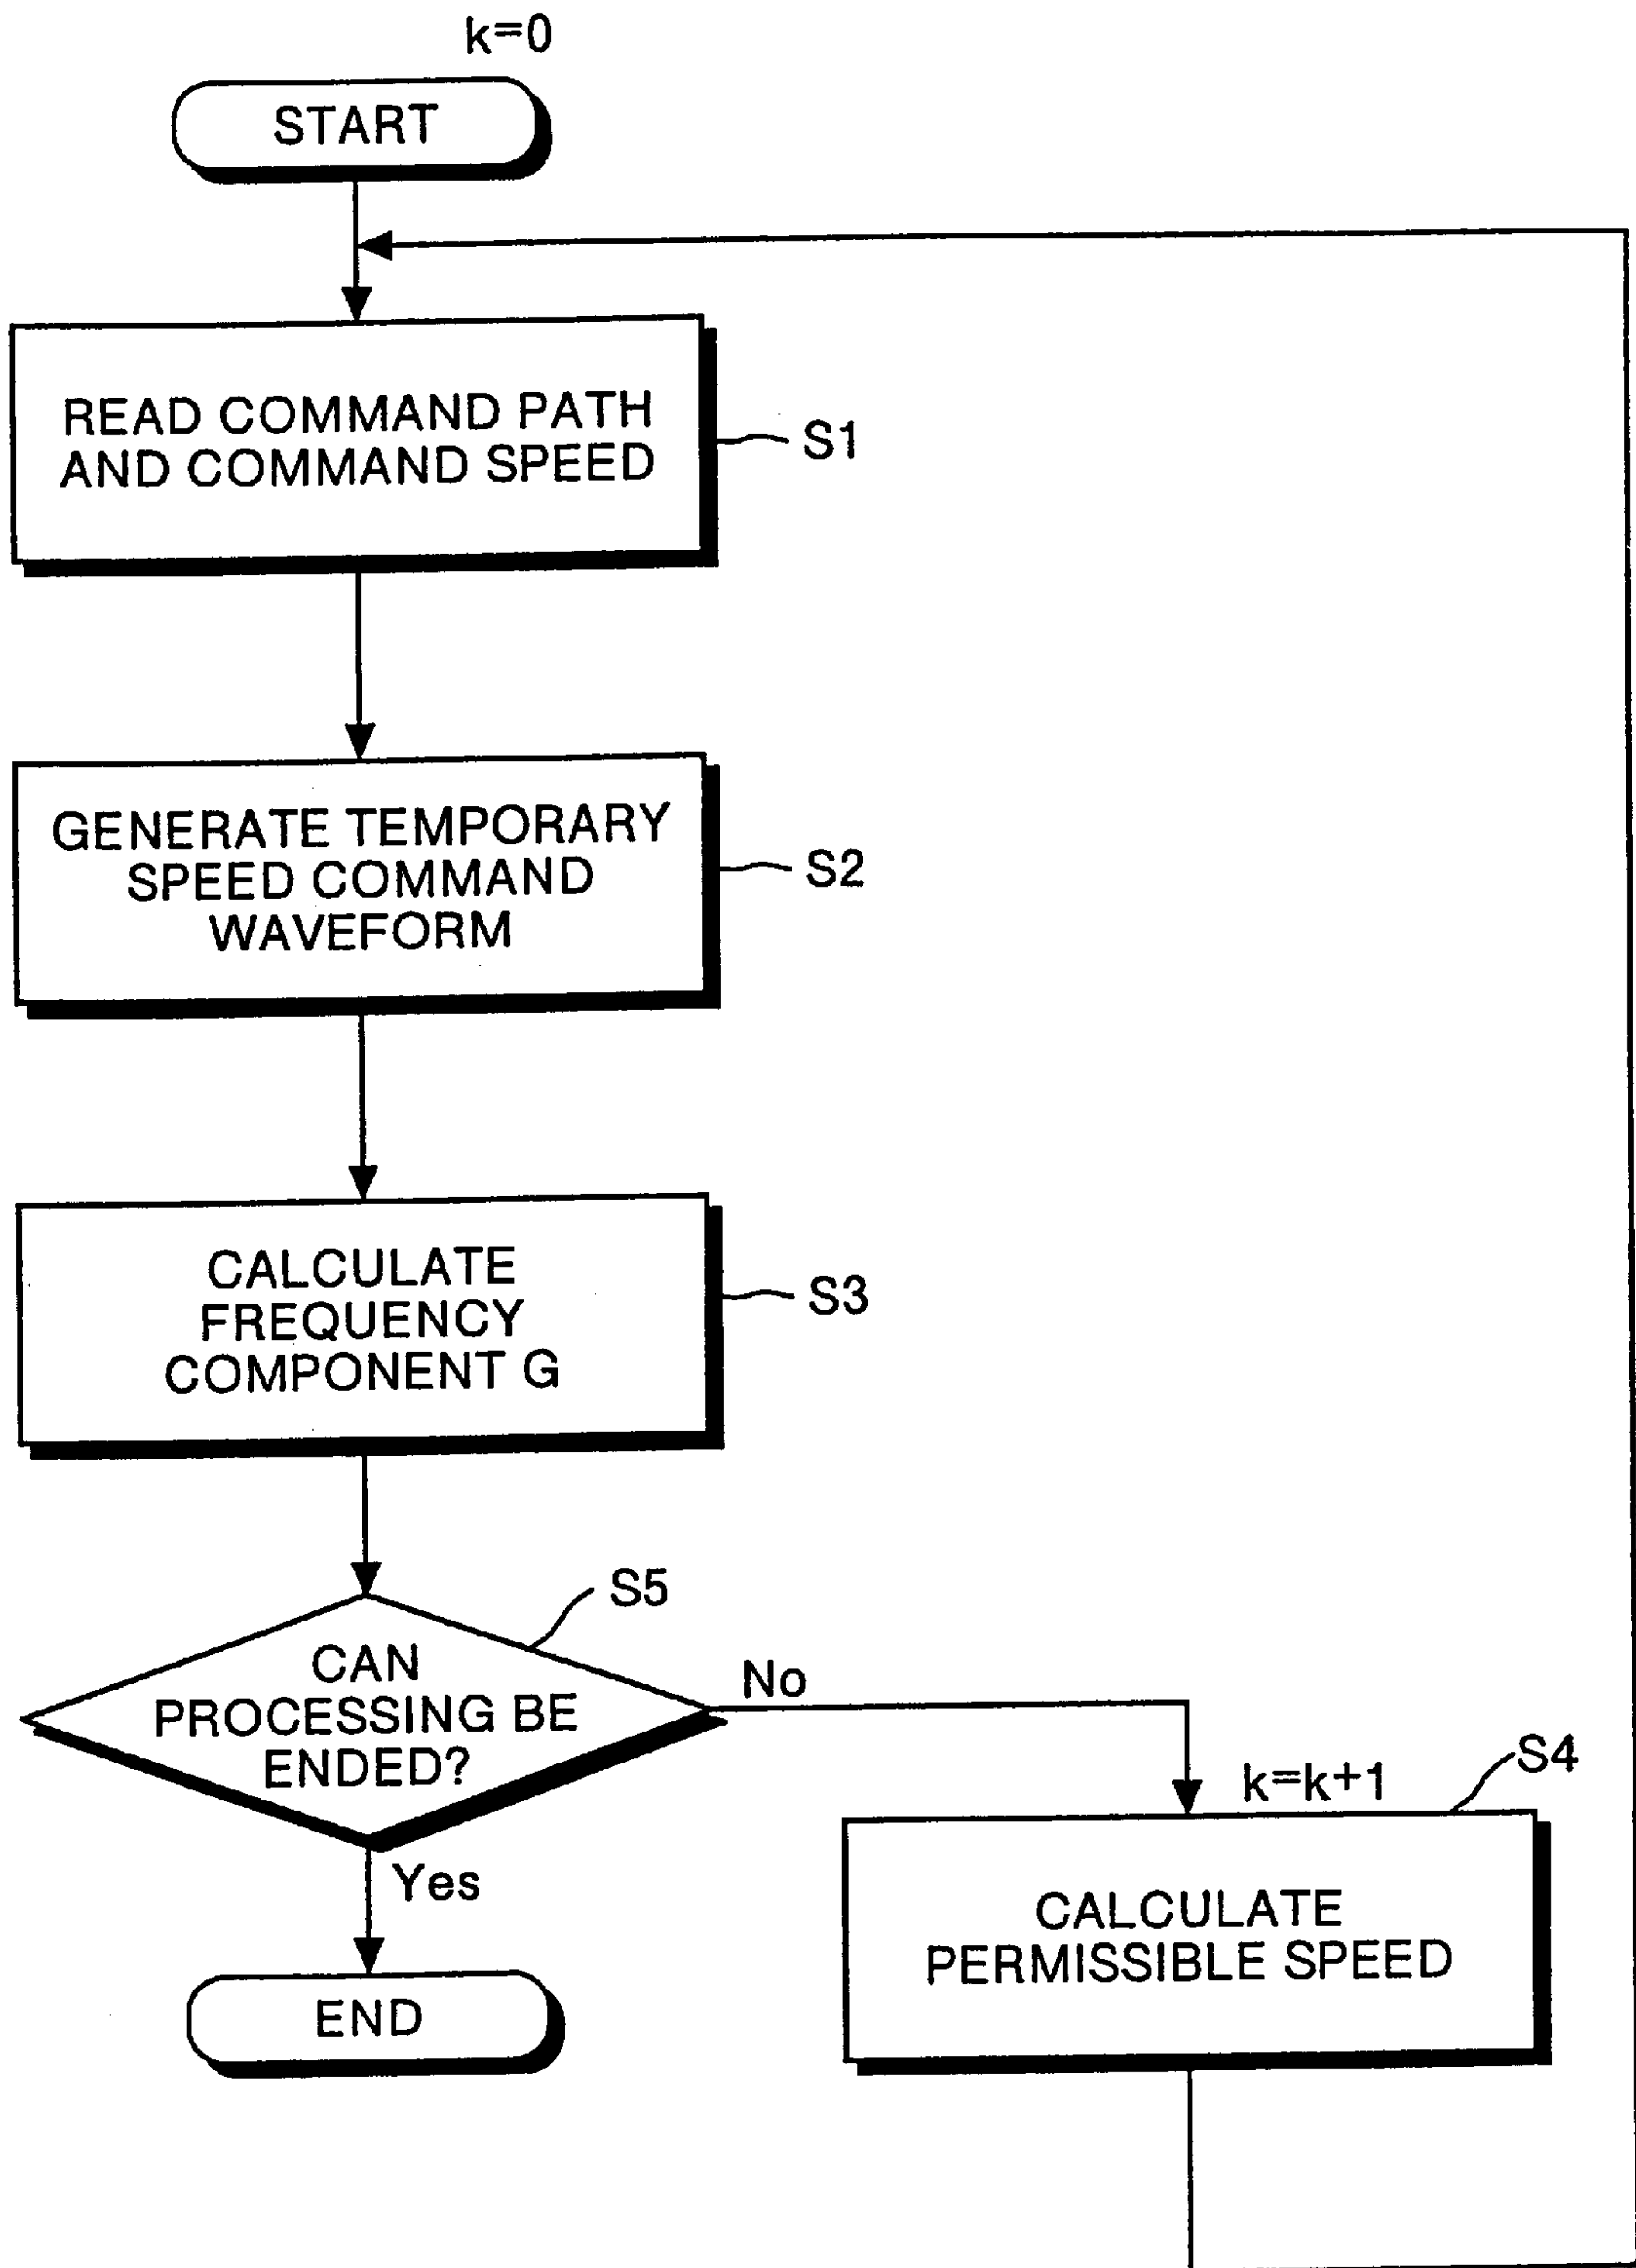 k=0
START
READ COMMAND PATH
AND COMMAND SPEED
S1
GENERATE TEMPORARY
SPEED COMMAND
WAVEFORM
S2
CALCULATE
FREQUENCY
COMPONENT G
S3
S5
CAN
PROCESSING BE
ENDED?
No
Yes
k=k+1
S4
CALCULATE
PERMISSIBLE SPEED
END